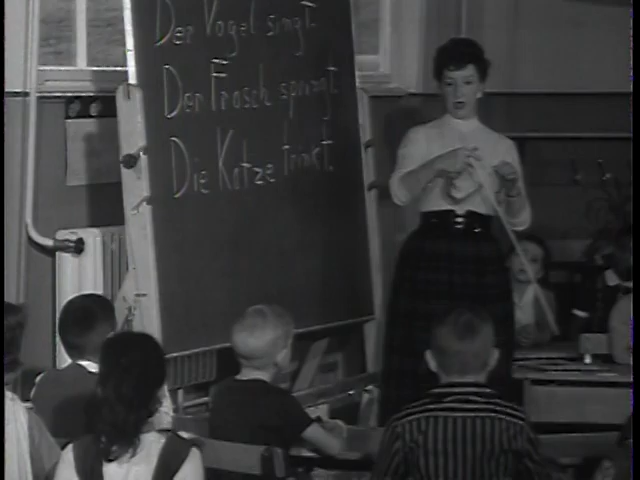 Der Vogel singt.
Der Frosch springt.
Die Katze trinkt.